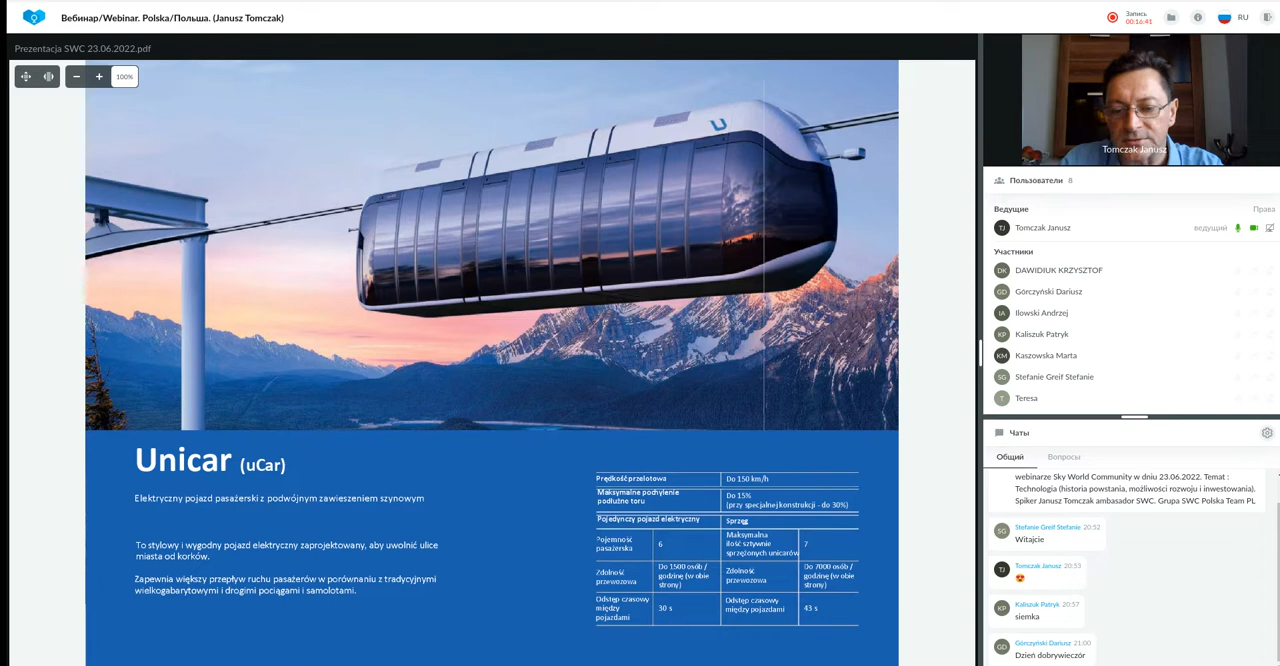 Вебинар/Webinar. Polska/Польша. (Janusz Tomczak)
Запись
00:16:41
RU
Prezentacja SWC 23.06.2022.pdf
100%
U
Unicar (uCar)
Elektryczny pojazd pasażerski z podwójnym zawieszeniem szynowym
To stylowy i wygodny pojazd elektryczny zaprojektowany, aby uwolnić ulice
miasta od korków.
Zapewnia większy przepływ ruchu pasażerów w porównaniu z tradycyjnymi
wielkogabarytowymi i drogimi pociągami i samolotami.
Prędkość przelotowa
Do 150 km/h
Maksymalne pochylenie
podłużne toru
Do 15%
(przy specjalnej konstrukcji - do 30%)
Pojedynczy pojazd elektryczny
Sprzęg
Pojemność
pasażerska
6
Maksymalna
ilość sztywnie
sprzęlonych unicarów
7
Zdolność
przewozowa
Do 1500 osób /
godzinę (w obie
strony)
Zdolność
przewozowa
Do 7000 osób /
godzinę (w obie
strony)
Odstęp czasowy
między
pojazdami
30 s
Odstęp czasowy
między pojazdami
43 s
Tomczak Janusz
Пользователи 8
Ведущие
Права
TJ Tomczak Janusz ведущий
Участники
DK DAWIDIUK KRZYSZTOF
GD Górczyński Dariusz
IA Ilowski Andrzej
KP Kaliszuk Patryk
KM Kaszowska Marta
SG Stefanie Greif Stefanie
T Teresa
Чаты
Общий Вопросы
webinarze Sky World Community w dniu 23.06.2022. Temat :
Technologia (historia powstania, możliwości rozwoju i inwestowania).
Spiker Janusz Tomczak ambasador SWC. Grupa SWC Polska Team PL
SG Stefanie Greif Stefanie 20:52
Witajcie
TJ Tomczak Janusz 20:53
😍
KP Kaliszuk Patryk 20:57
siemka
GD Górczyński Dariusz 21:00
Dzień dobrywieczór